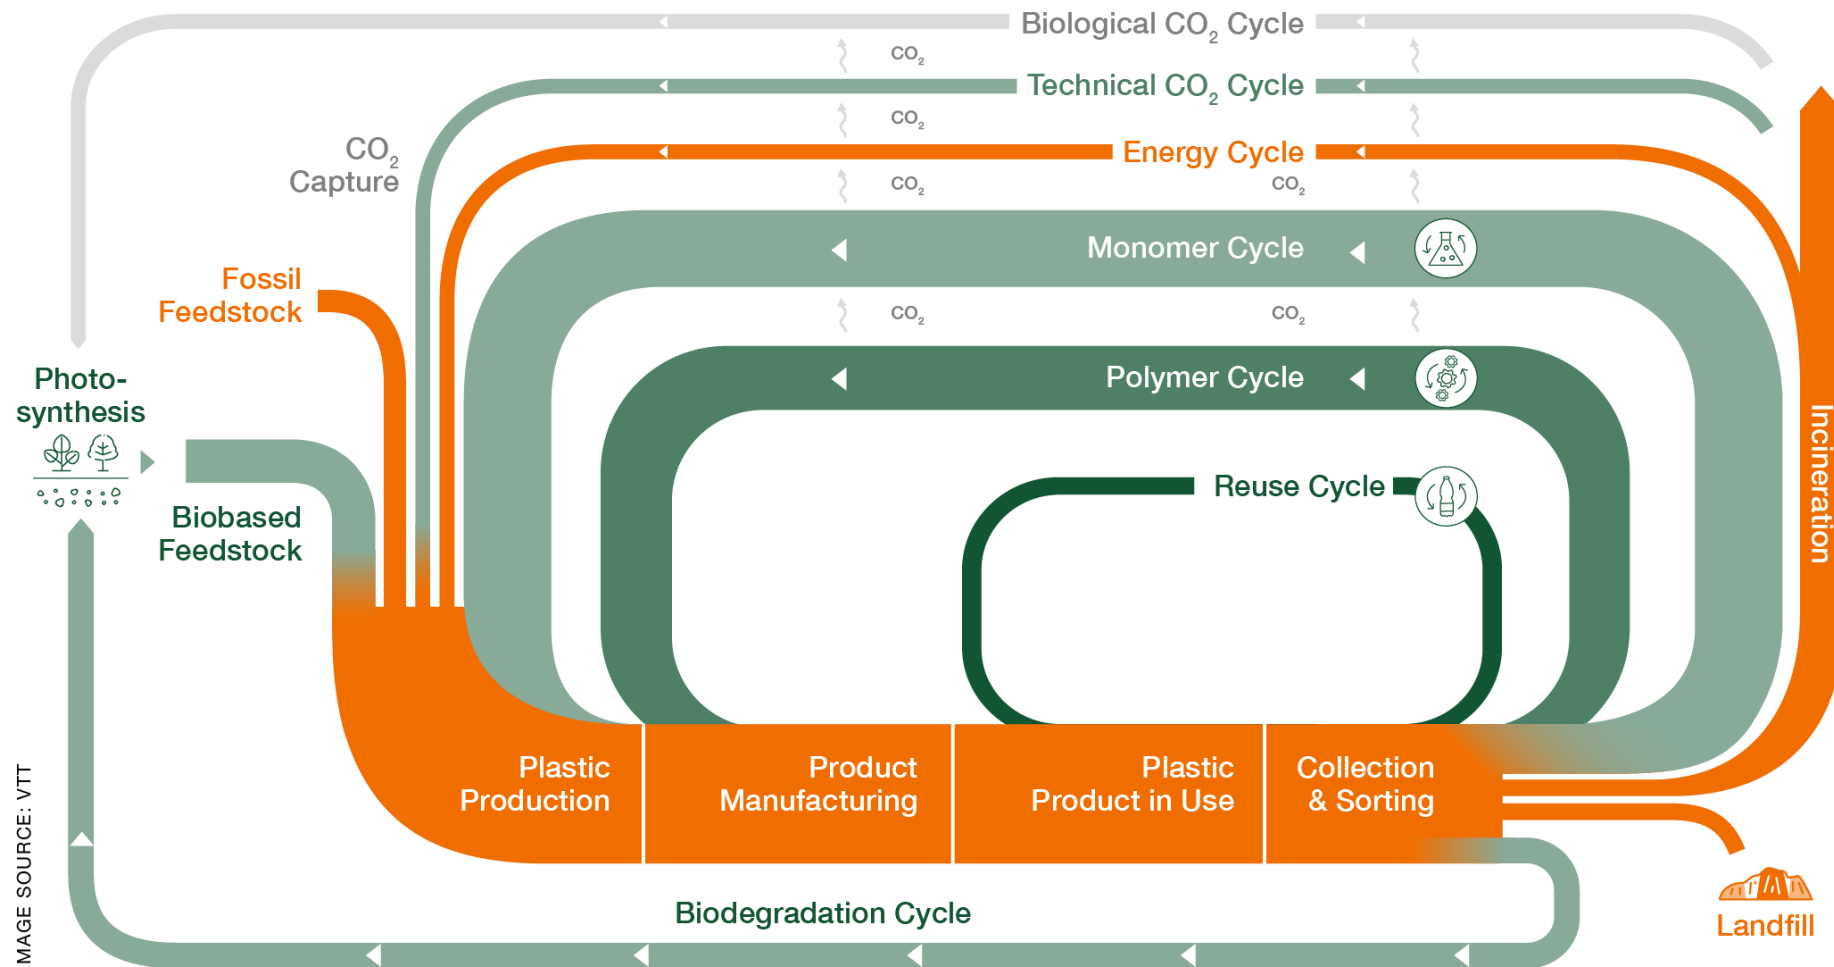 Biological CO₂ Cycle
CO₂
Technical CO₂ Cycle
CO₂
CO₂
Capture
Energy Cycle
CO₂
CO₂
Monomer Cycle
Fossil
Feedstock
CO₂
CO₂
Photo-
synthesis
Polymer Cycle
Reuse Cycle
Biobased
Feedstock
Incineration
Plastic
Production
Product
Manufacturing
Plastic
Product in Use
Collection
& Sorting
Biodegradation Cycle
Landfill
MAGE SOURCE: VTT